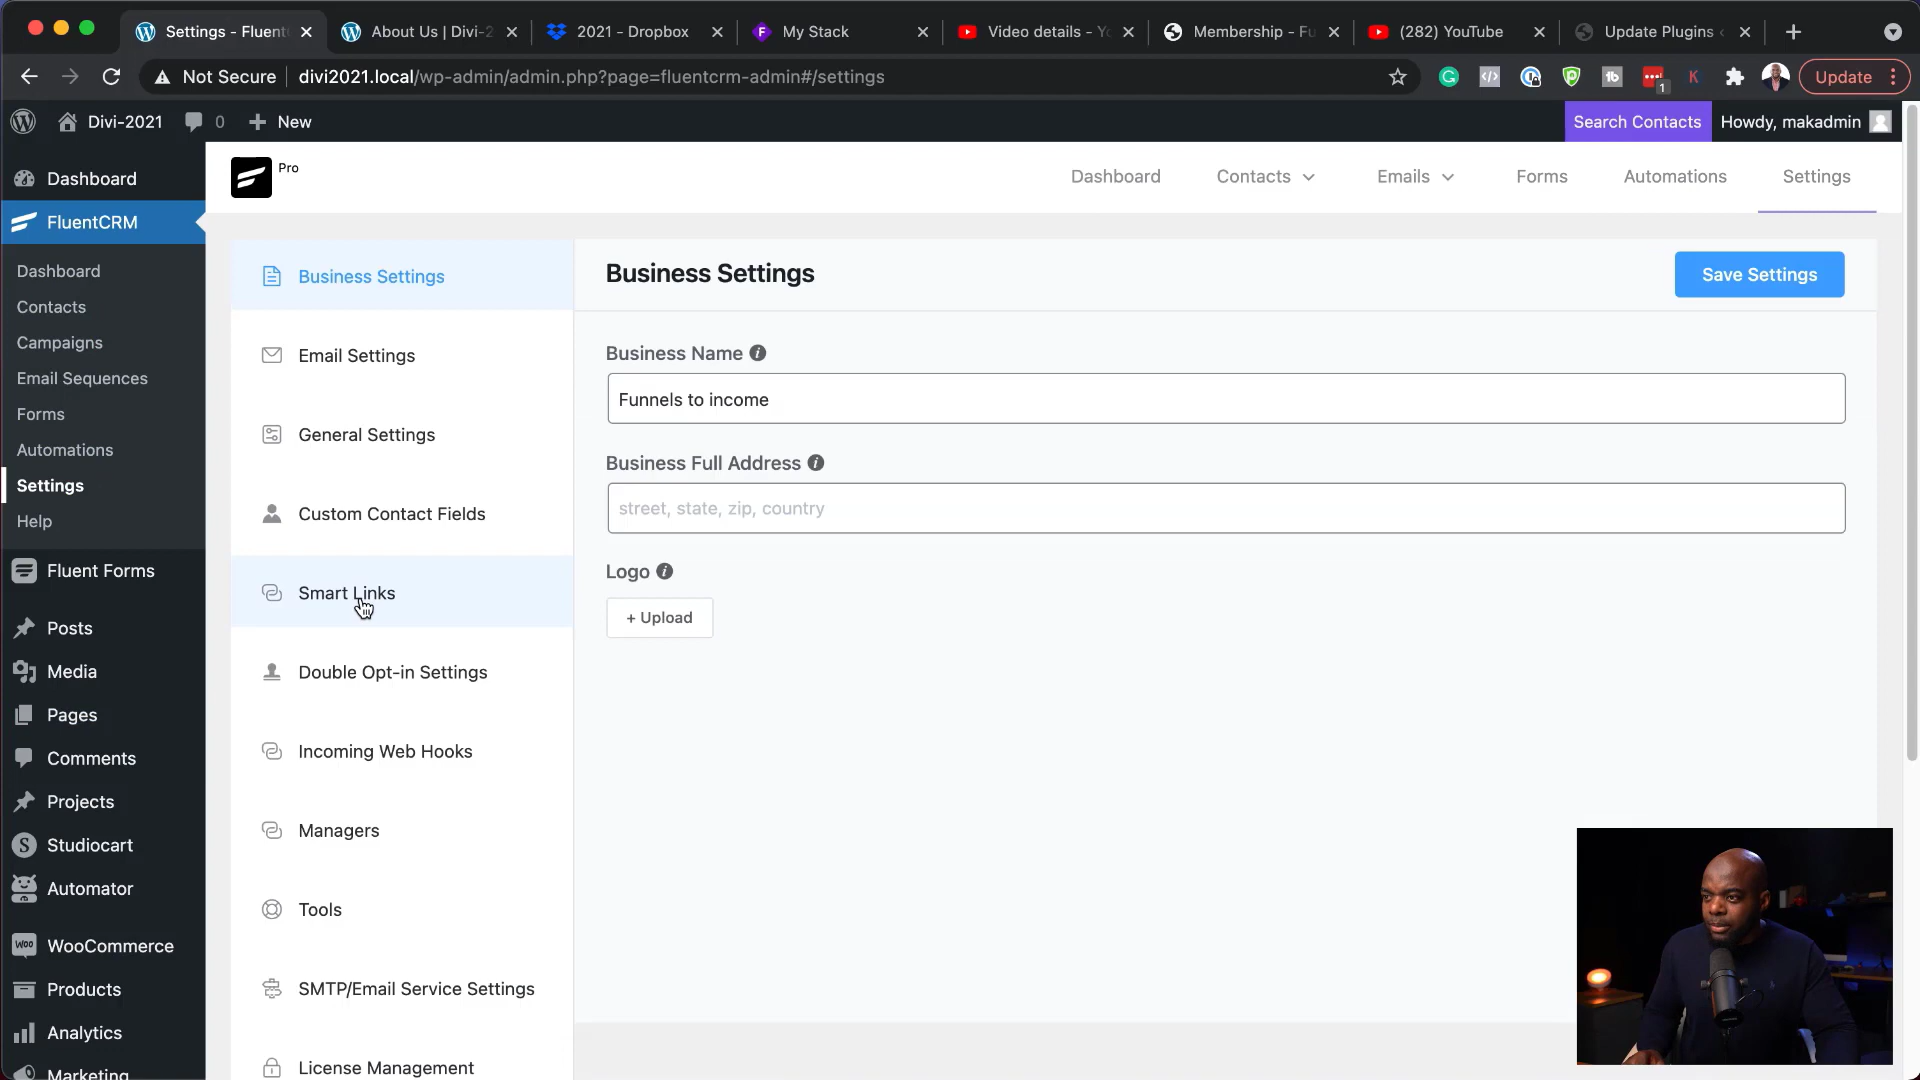 Settings - Fluent
About Us | Divi-2
2021 - Dropbox
My Stack
Video details - Yo
Membership - Fu
(282) YouTube
Update Plugins
Not Secure
divi2021.local/wp-admin/admin.php?page=fluentcrm-admin#/settings
1
Update
Divi-2021
0
New
Search Contacts
Howdy, makadmin
Dashboard
FluentCRM
Dashboard
Contacts
Campaigns
Email Sequences
Forms
Automations
Settings
Help
Fluent Forms
Posts
Media
Pages
Comments
Projects
Studiocart
Automator
WooCommerce
Products
Analytics
Marketing
Pro
Dashboard
Contacts
Emails
Forms
Automations
Settings
Business Settings
Email Settings
General Settings
Custom Contact Fields
Smart Links
Double Opt-in Settings
Incoming Web Hooks
Managers
Tools
SMTP/Email Service Settings
License Management
Business Settings
Save Settings
Business Name
Funnels to income
Business Full Address
street, state, zip, country
Logo
+ Upload